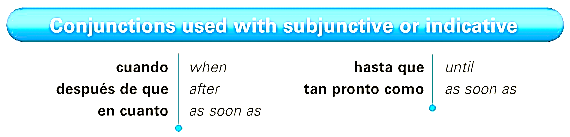 Conjunctions used with subjunctive or indicative
cuando when
después de que after
en cuanto as soon as
hasta que until
tan pronto como as soon as